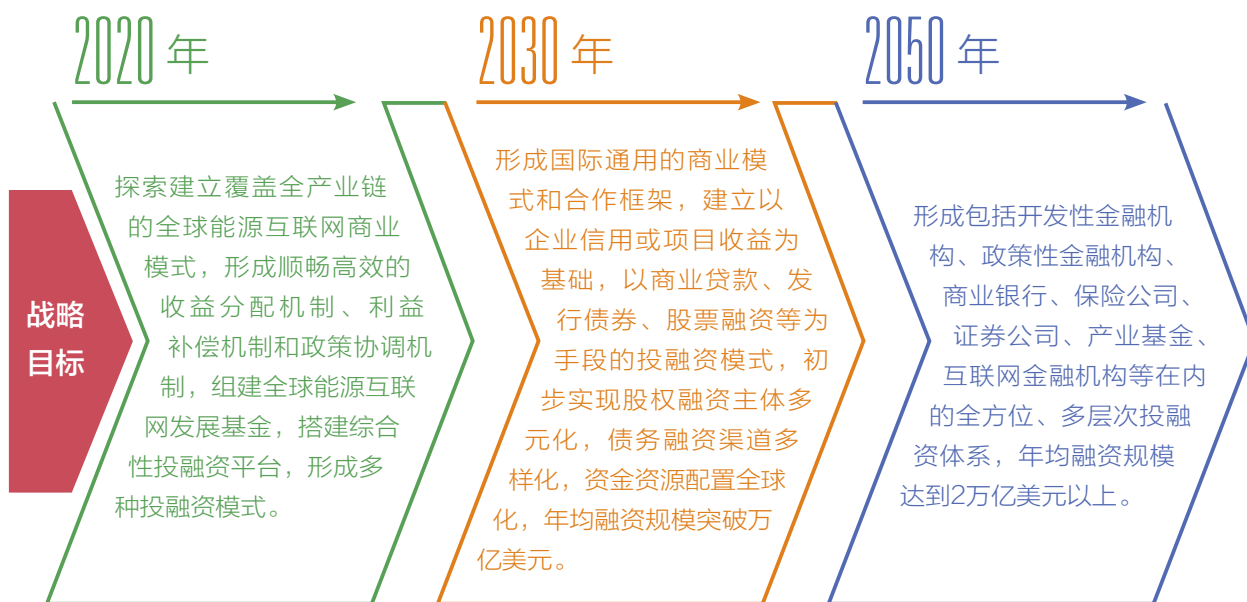 2020年
2030年
2050年
战略
目标
探索建立覆盖全产业链
的全球能源互联网商业
模式，形成顺畅高效的
收益分配机制、利益
补偿机制和政策协调机
制，组建全球能源互联
网发展基金，搭建综合
性投融资平台，形成多
种投融资模式。
形成国际通用的商业模
式和合作框架，建立以
企业信用或项目收益为
基础，以商业贷款、发
行债券、股票融资等为
手段的投融资模式，初
步实现股权融资主体多
元化，债务融资渠道多
样化，资金资源配置全球
化，年均融资规模突破万
亿美元。
形成包括开发性金融机
构、政策性金融机构、
商业银行、保险公司、
证券公司、产业基金、
互联网金融机构等在内
的全方位、多层次投融
资体系，年均融资规模
达到2万亿美元以上。